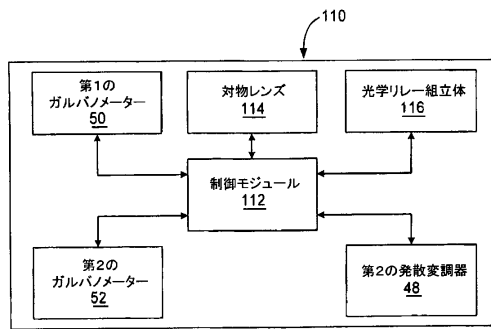 110
第1の
ガルバノメーター
50
対物レンズ
114
光学リレー組立体
116
制御モジュール
112
第2の
ガルバノメーター
52
第2の発散変調器
48